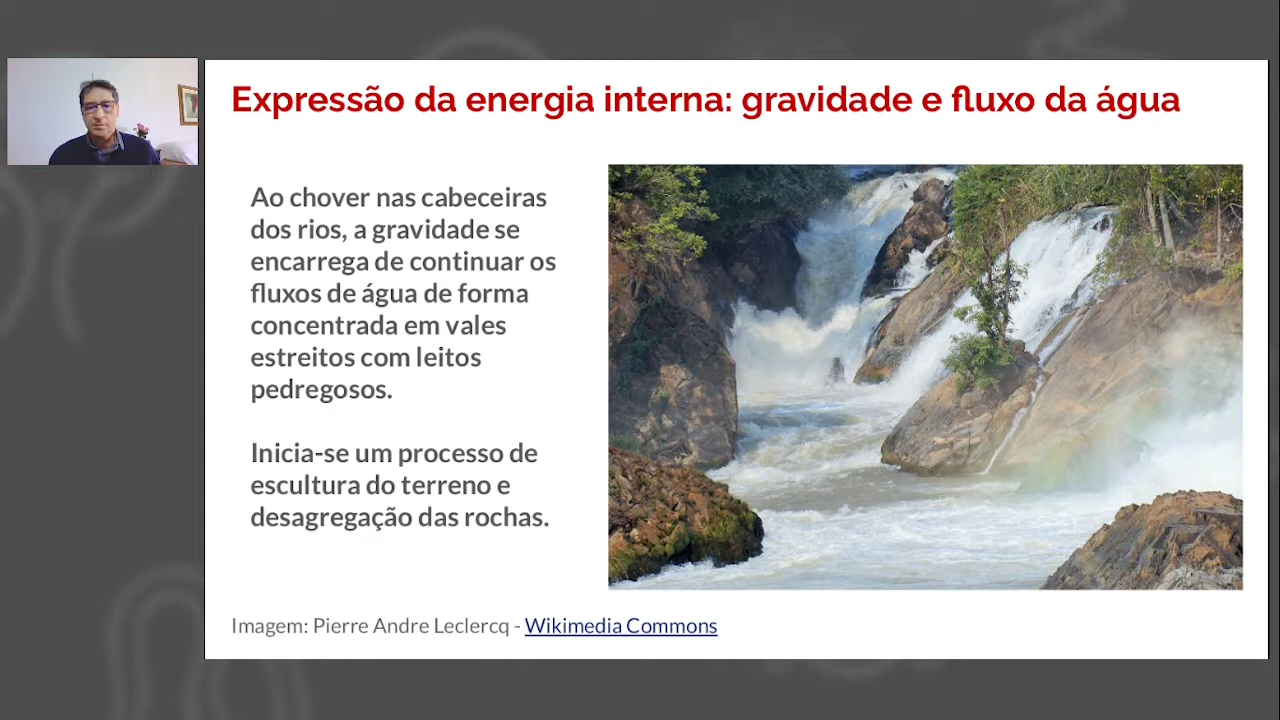 Expressão da energia interna: gravidade e fluxo da água
Ao chover nas cabeceiras
dos rios, a gravidade se
encarrega de continuar os
fluxos de água de forma
concentrada em vales
estreitos com leitos
pedregosos.
Inicia-se um processo de
escultura do terreno e
desagregação das rochas.
Imagem: Pierre Andre Leclercq - Wikimedia Commons